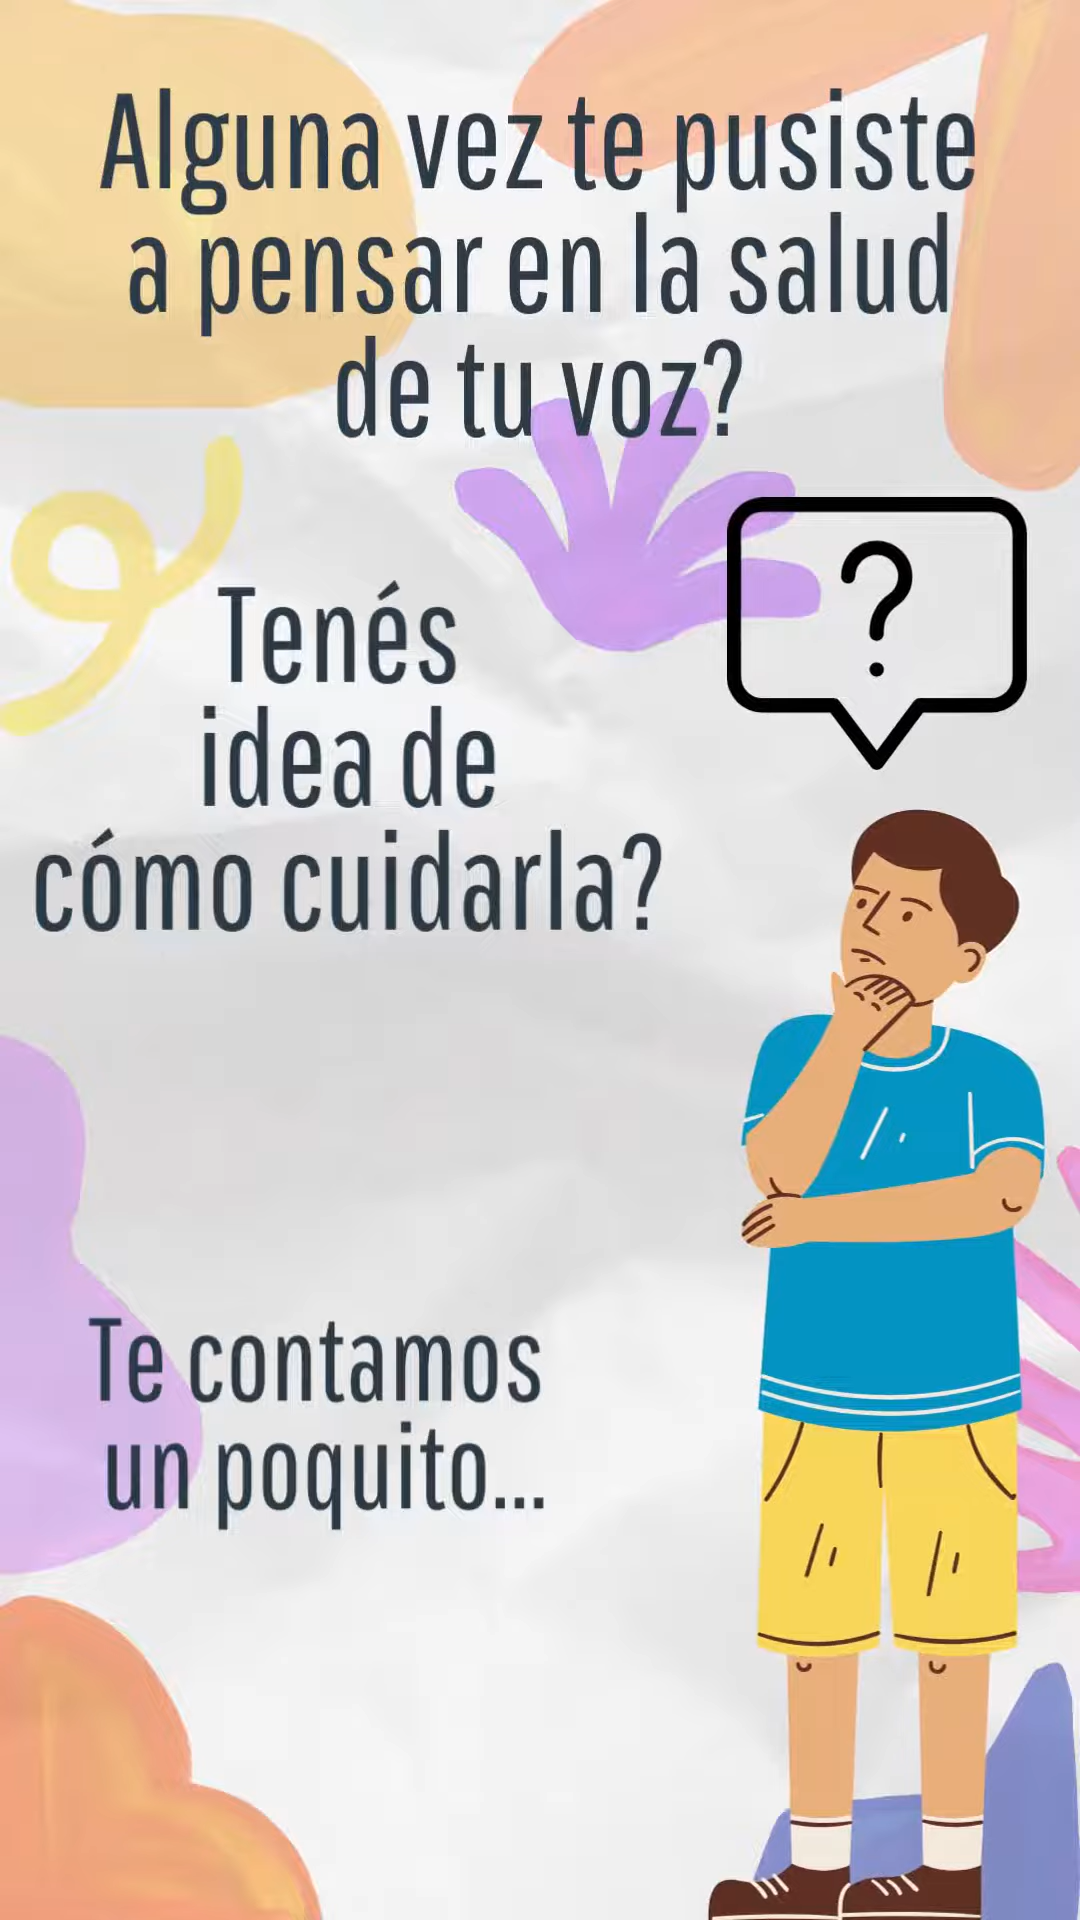 Alguna vez te pusiste
a pensar en la salud
de tu voz?
?
Tenés
idea de
cómo cuidarla?
Te contamos
un poquito...